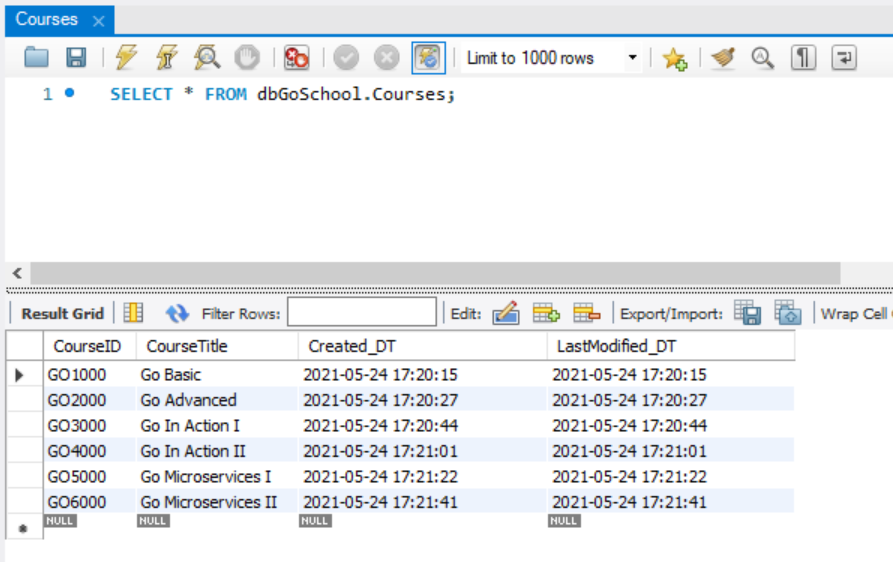 Courses
Limit to 1000 rows
1 SELECT * FROM dbGoSchool.Courses;
Result Grid Filter Rows: Edit: Export/Import: Wrap Cell
CourseID CourseTitle Created_DT LastModified_DT
GO1000 Go Basic 2021-05-24 17:20:15 2021-05-24 17:20:15
GO2000 Go Advanced 2021-05-24 17:20:27 2021-05-24 17:20:27
GO3000 Go In Action I 2021-05-24 17:20:44 2021-05-24 17:20:44
GO4000 Go In Action II 2021-05-24 17:21:01 2021-05-24 17:21:01
GO5000 Go Microservices I 2021-05-24 17:21:22 2021-05-24 17:21:22
GO6000 Go Microservices II 2021-05-24 17:21:41 2021-05-24 17:21:41
NULL NULL NULL NULL